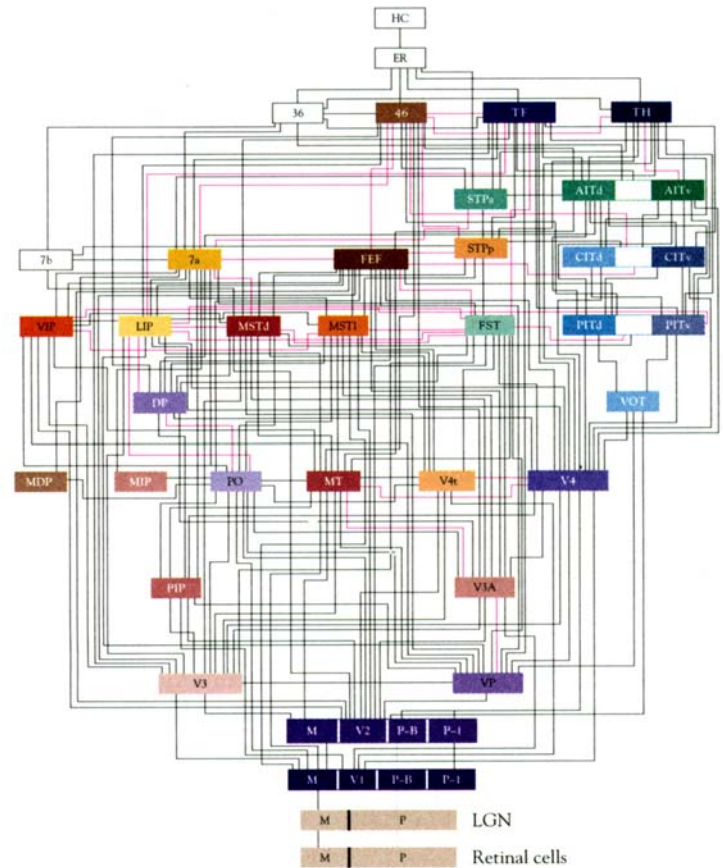 HC
ER
36 46 TF TH
STPa AITd AITv
7b 7a FEF STPp CITd CITv
VIP LIP MSTd MSTl FST PITd PITv
DP VOT
MDP MIP PO MT V4t V4
PIP V3A
V3 VP
M V2 P–B P–I
M V1 P–B P–I
M P LGN
M P Retinal cells